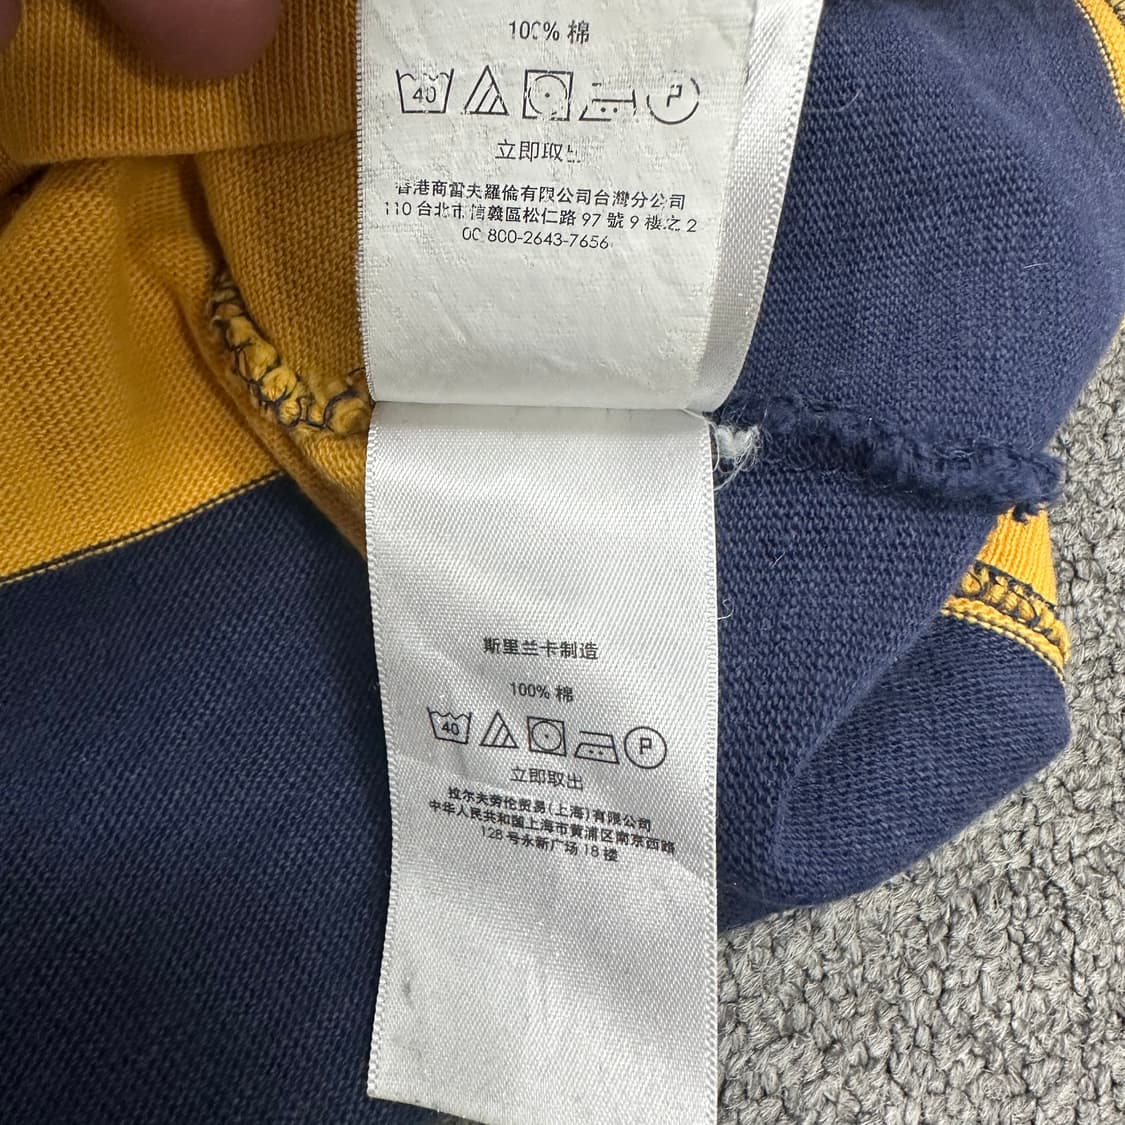 100% 棉
40 P
立即取出
香港商雷夫羅倫有限公司台灣分公司
110 台北市信義區松仁路 97 號 9 樓之 2
00 800-2643-7656
斯里兰卡制造
100% 棉
40 P
立即取出
拉尔夫劳伦贸易(上海)有限公司
中华人民共和国上海市黄浦区南京西路
128 号永新广场 18 楼